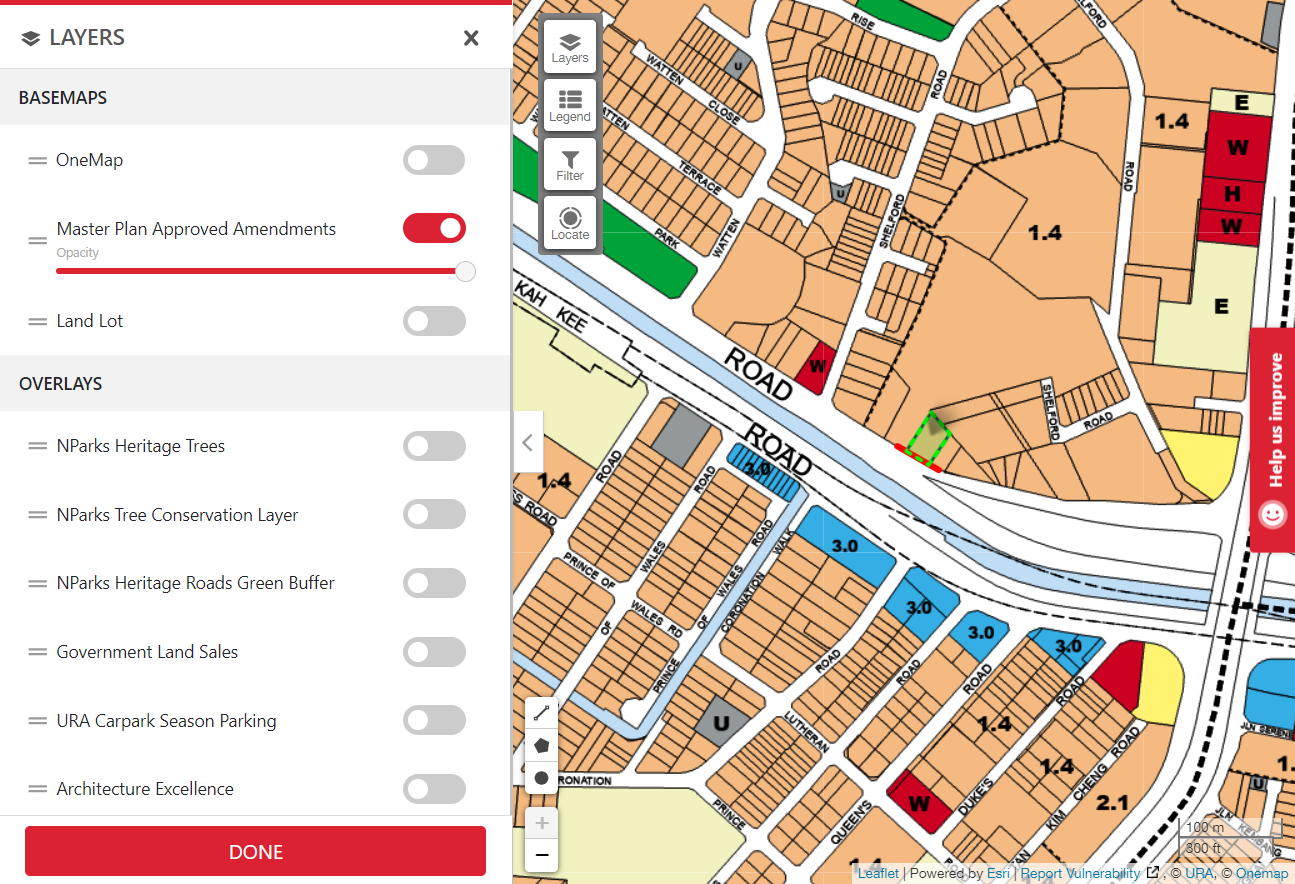 LAYERS
BASEMAPS
OneMap
Master Plan Approved Amendments
Opacity
Land Lot
OVERLAYS
NParks Heritage Trees
NParks Tree Conservation Layer
NParks Heritage Roads Green Buffer
Government Land Sales
URA Carpark Season Parking
Architecture Excellence
DONE
Layers
Legend
Filter
Locate
RISE
WATTEN
CLOSE
U
ROAD
TERRACE
PARK
WATTEN
SHELFORD
U
ROAD
1.4
E
W
H
W
1.4
E
KAH KEE
ROAD
W
SHELFORD
ROAD
Help us improve
ROAD
3.0
1.4
ROAD
ROAD
ROAD
PRINCE OF
WALES
WALES RD
OF
WALES
OF
PRINCE
CORONATION
WALK
ROAD
3.0
3.0
3.0
3.0
U
LUTHERAN
ROAD
ROAD
ROAD
ROAD
1.4
1.4
ROAD
CHENG
KIM
DUKE'S
2.1
W
QUEEN'S
PRINCE
1.4
JLN
U
100 m
300 ft
Leaflet | Powered by Esri | Report Vulnerability , © URA, © Onemap